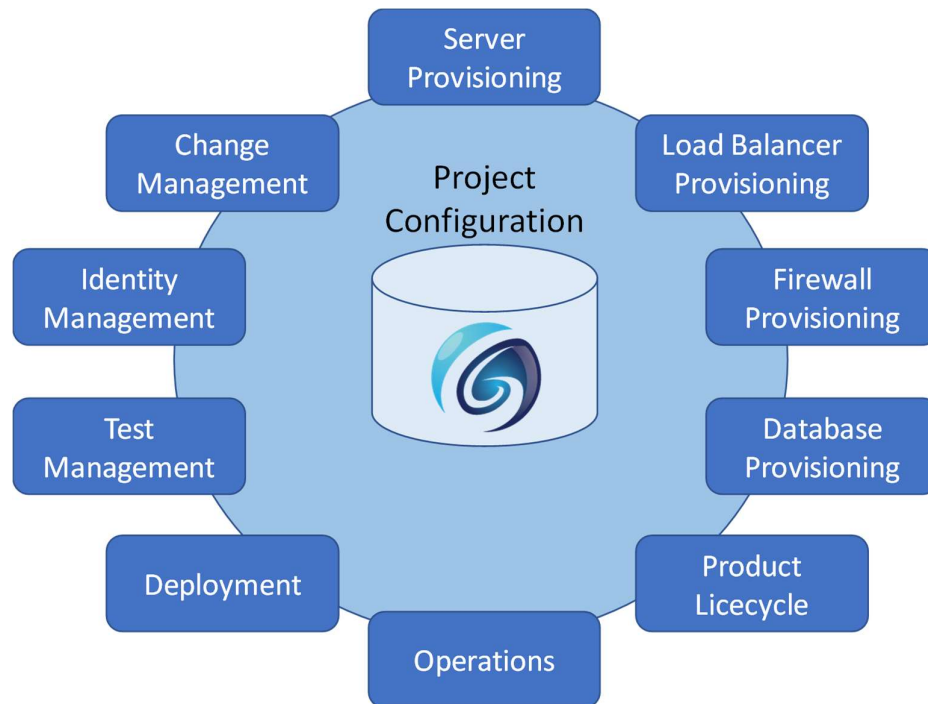 Server
Provisioning
Change
Management
Load Balancer
Provisioning
Project
Configuration
Identity
Management
Firewall
Provisioning
Test
Management
Database
Provisioning
Deployment
Product
Licecycle
Operations